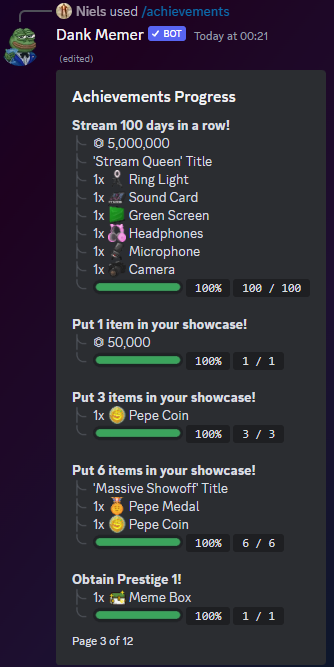 Niels used /achievements
Dank Memer ✓ BOT Today at 00:21
(edited)
Achievements Progress
Stream 100 days in a row!
5,000,000
'Stream Queen' Title
1x Ring Light
1x Sound Card
1x Green Screen
1x Headphones
1x Microphone
1x Camera
100% 100 / 100
Put 1 item in your showcase!
50,000
100% 1 / 1
Put 3 items in your showcase!
1x Pepe Coin
100% 3 / 3
Put 6 items in your showcase!
'Massive Showoff' Title
1x Pepe Medal
1x Pepe Coin
100% 6 / 6
Obtain Prestige 1!
1x Meme Box
100% 1 / 1
Page 3 of 12